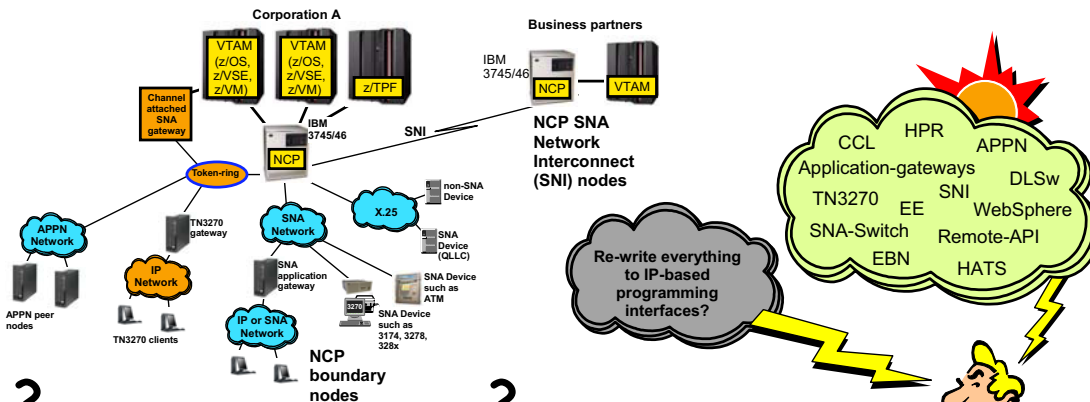 Corporation A
VTAM
(z/OS,
z/VSE,
z/VM)
VTAM
(z/OS,
z/VSE,
z/VM)
z/TPF
Channel
attached
SNA
gateway
IBM
3745/46
NCP
Token-ring
SNI
Business partners
IBM
3745/46
NCP
VTAM
NCP SNA
Network
Interconnect
(SNI) nodes
APPN
Network
APPN peer
nodes
TN3270
gateway
IP
Network
TN3270 clients
SNA
Network
SNA
application
gateway
IP or SNA
Network
X.25
non-SNA
Device
SNA
Device
(QLLC)
SNA Device
such as
ATM
3270
SNA Device
such as
3174, 3278,
328x
NCP
boundary
nodes
Re-write everything
to IP-based
programming
interfaces?
CCL
HPR
APPN
Application-gateways
DLSw
TN3270
SNI
EE
WebSphere
SNA-Switch
Remote-API
EBN
HATS
?
?